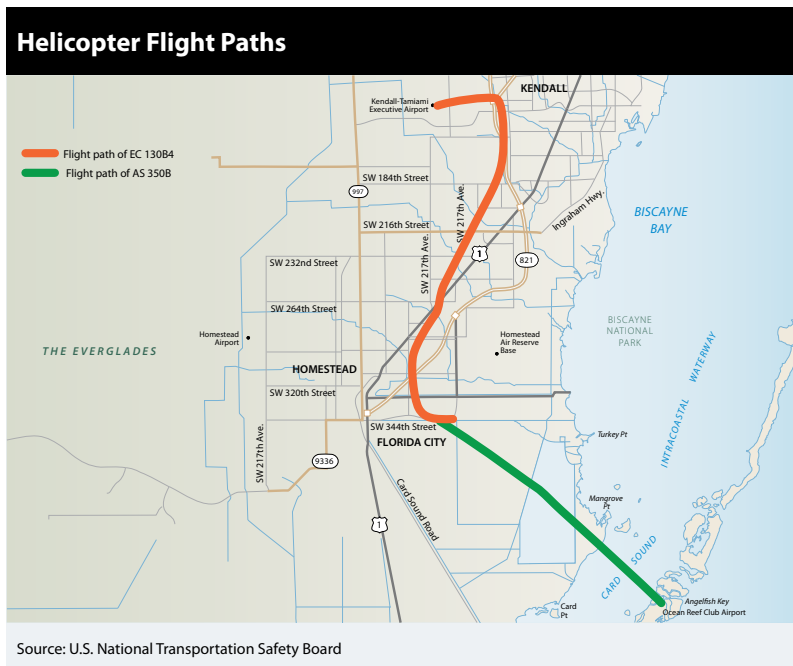 Helicopter Flight Paths
KENDALL
Kendall-Tamiami
Executive Airport
Flight path of EC 130B4
Flight path of AS 350B
SW 184th Street
997
SW 217th Ave.
Ingraham Hwy.
BISCAYNE
BAY
SW 216th Street
SW 217th Ave.
1
821
SW 232nd Street
SW 264th Street
BISCAYNE
NATIONAL
PARK
Homestead
Airport
Homestead
Air Reserve
Base
THE EVERGLADES
INTRACOASTAL WATERWAY
HOMESTEAD
SW 320th Street
SW 344th Street
FLORIDA CITY
Turkey Pt
SW 217th Ave.
9336
Card Sound Road
Mangrove
Pt
1
CARD SOUND
Card
Pt
Angelfish Key
Ocean Reef Club Airport
Source: U.S. National Transportation Safety Board